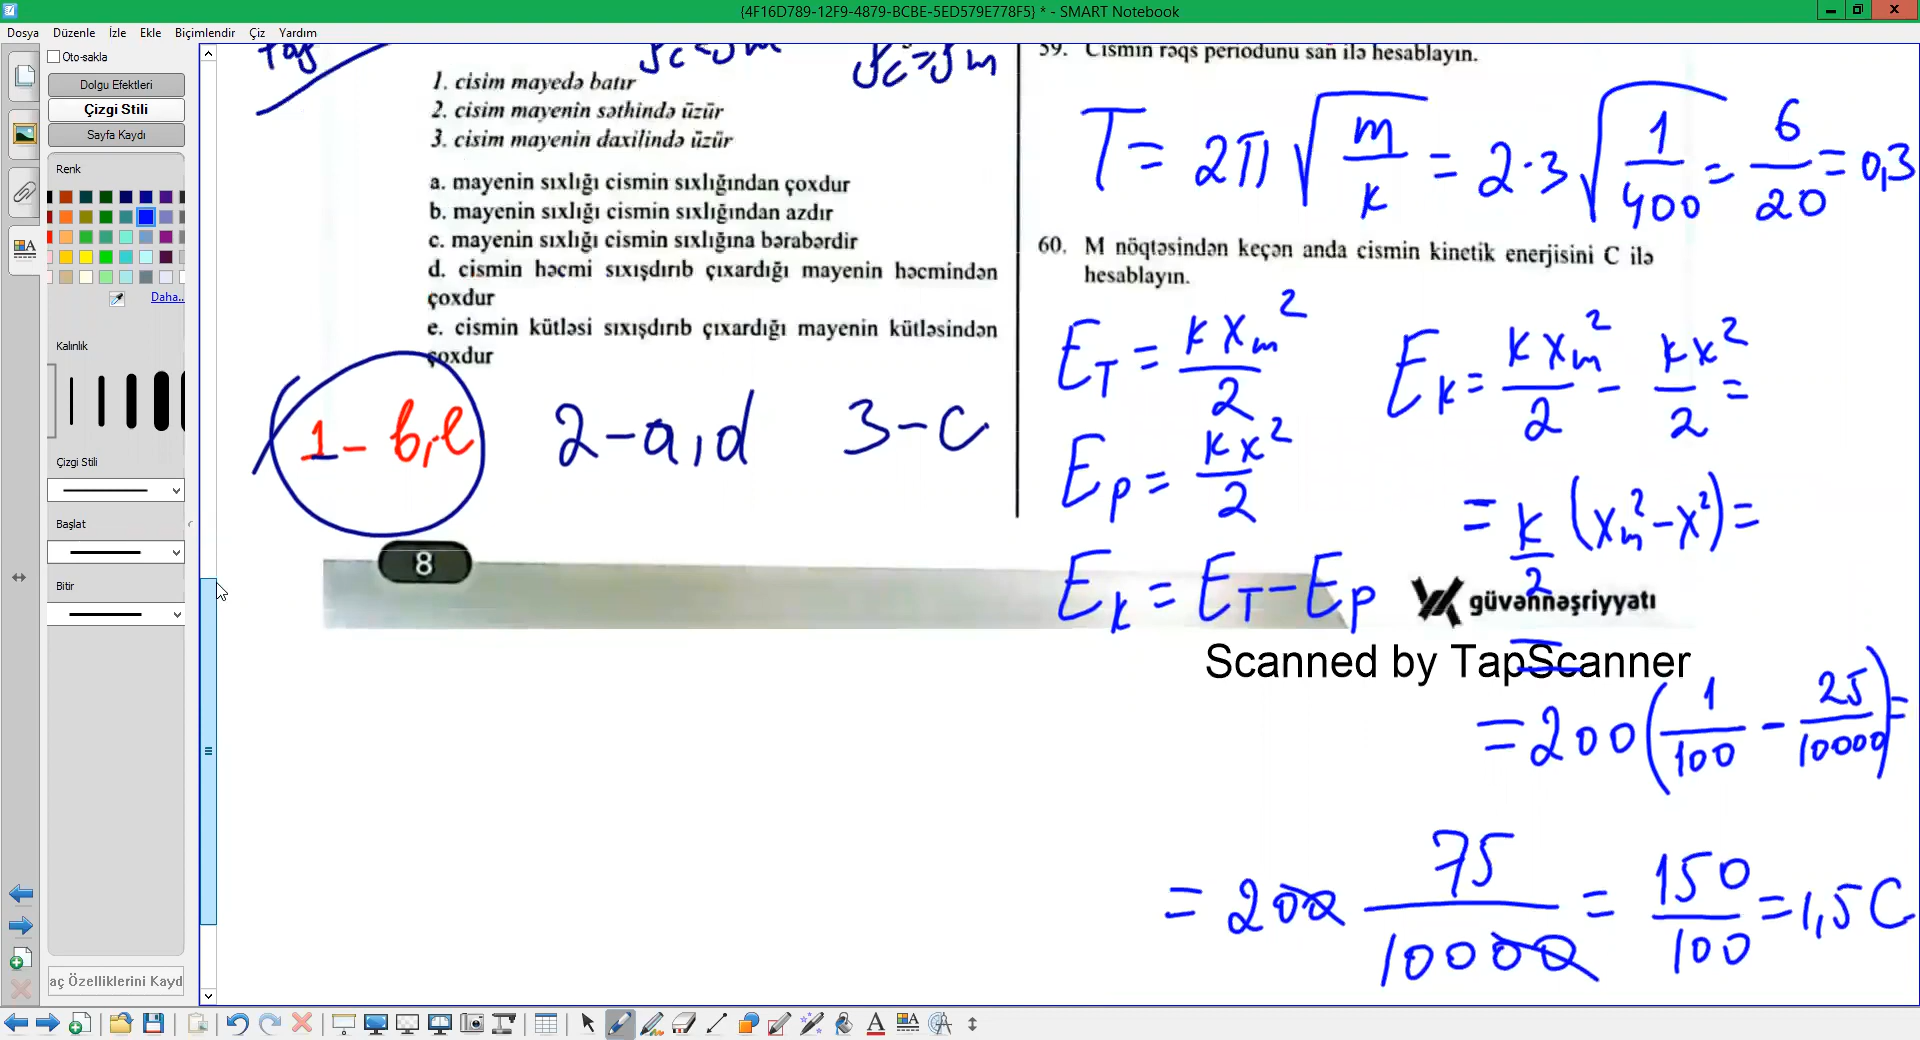 {4F16D789-12F9-4879-BCBE-5ED579E778F5} * - SMART Notebook
Dosya Düzenle İzle Ekle Biçimlendir Çiz Yardım
Oto-sakla
Dolgu Efektleri
Çizgi Stili
Sayfa Kaydı
Renk
Daha..
Kalınlık
Çizgi Stili
Başlat
Bitir
aç Özelliklerini Kayd
1. cisim mayedə batır
2. cisim mayenin səthində üzür
3. cisim mayenin daxilində üzür
a. mayenin sıxlığı cismin sıxlığından çoxdur
b. mayenin sıxlığı cismin sıxlığından azdır
c. mayenin sıxlığı cismin sıxlığına bərabərdir
d. cismin həcmi sıxışdırıb çıxardığı mayenin həcmindən
çoxdur
e. cismin kütləsi sıxışdırıb çıxardığı mayenin kütləsindən
çoxdur
1 - b,e 2 - a,d 3 - c
8
59. Cismin rəqs periodunu san ilə hesablayın.
T = 2π √(m/k) = 2·3 √(1/400) = 6/20 = 0,3
60. M nöqtəsindən keçən anda cismin kinetik enerjisini C ilə
hesablayın.
E_T = kx_m²/2
E_p = kx²/2
E_k = E_T - E_p
E_k = kx_m²/2 - kx²/2 =
= k/2 (x_m² - x²) =
güvənnəşriyyatı
Scanned by TapScanner
= 200 (1/100 - 25/10000) =
= 200 75/10000 = 150/100 = 1,5 C